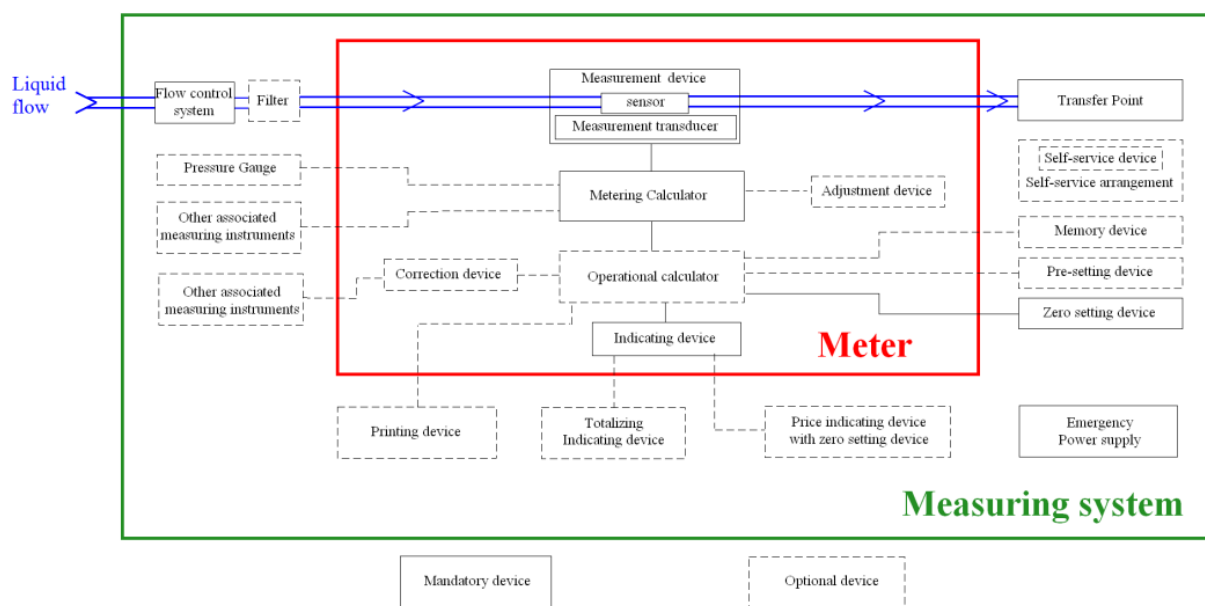 Liquid
flow
Flow control
system
Filter
Measurement device
sensor
Measurement transducer
Transfer Point
Pressure Gauge
Metering Calculator
Adjustment device
Self-service device
Self-service arrangement
Other associated
measuring instruments
Memory device
Correction device
Operational calculator
Pre-setting device
Other associated
measuring instruments
Zero setting device
Indicating device
Meter
Printing device
Totalizing
Indicating device
Price indicating device
with zero setting device
Emergency
Power supply
Measuring system
Mandatory device
Optional device